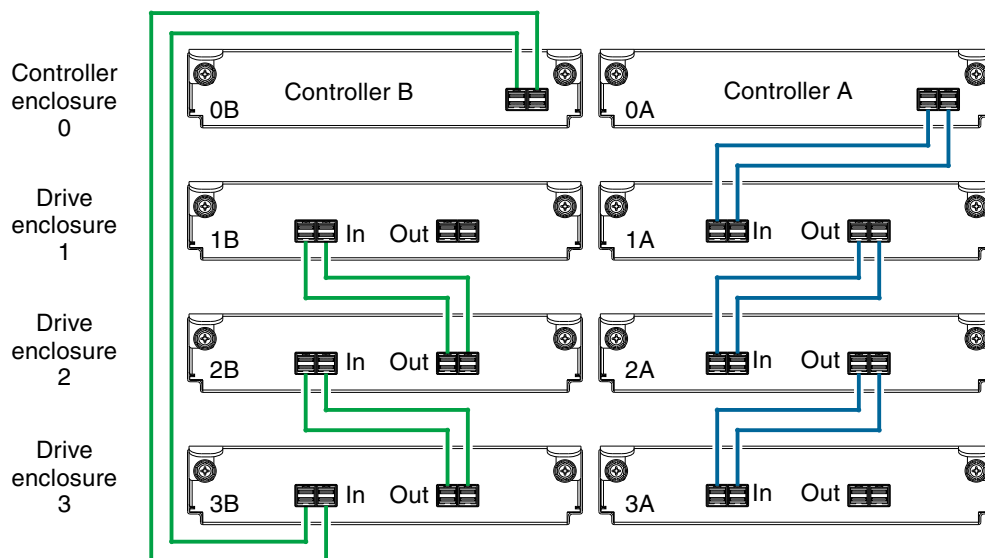 Controller
enclosure
0
Controller B
0B
Controller A
0A
Drive
enclosure
1
1B
In
Out
1A
In
Out
Drive
enclosure
2
2B
In
Out
2A
In
Out
Drive
enclosure
3
3B
In
Out
3A
In
Out